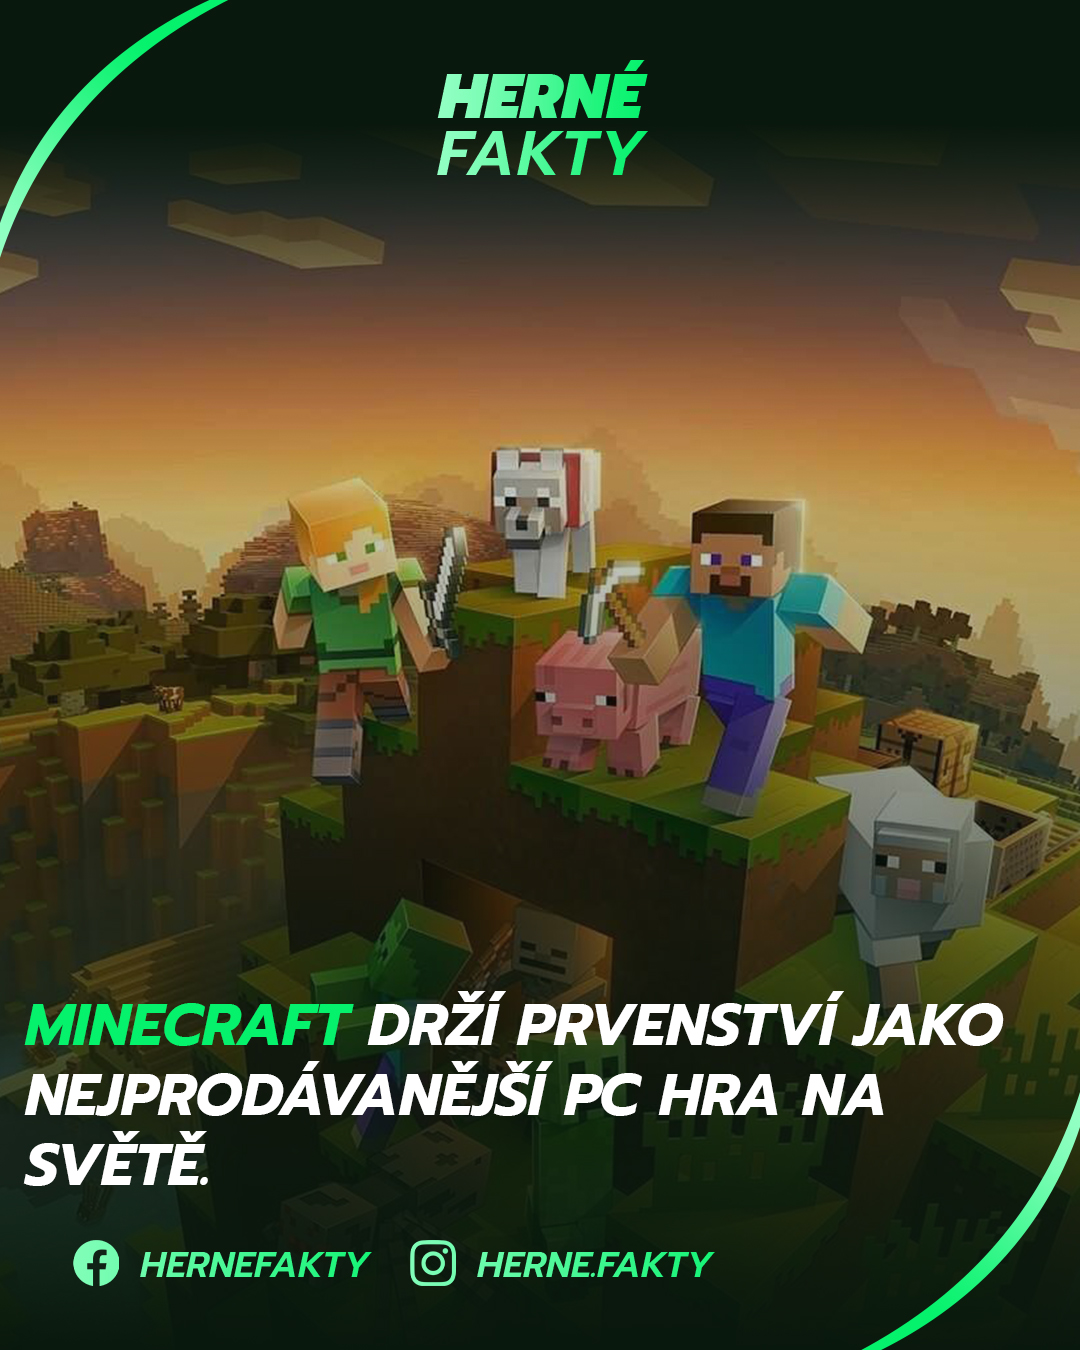 HERNÉ
FAKTY
MINECRAFT DRŽÍ PRVENSTVÍ JAKO
NEJPRODÁVANĚJŠÍ PC HRA NA
SVĚTĚ.
HERNEFAKTY HERNE.FAKTY